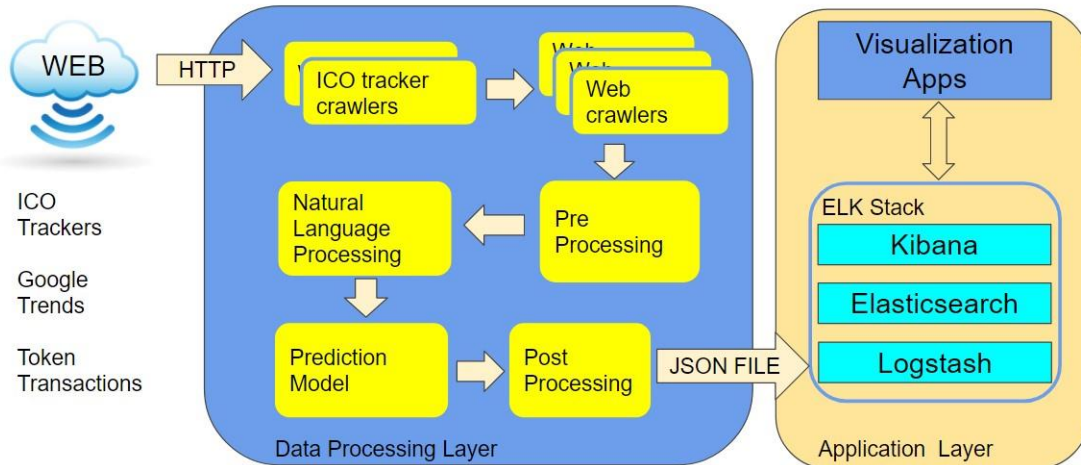 WEB
HTTP
ICO tracker
crawlers
Web
Web
Web
crawlers
Visualization
Apps
ICO
Trackers
Google
Trends
Token
Transactions
Natural
Language
Processing
Pre
Processing
ELK Stack
Kibana
Elasticsearch
Logstash
Prediction
Model
Post
Processing
JSON FILE
Data Processing Layer
Application Layer